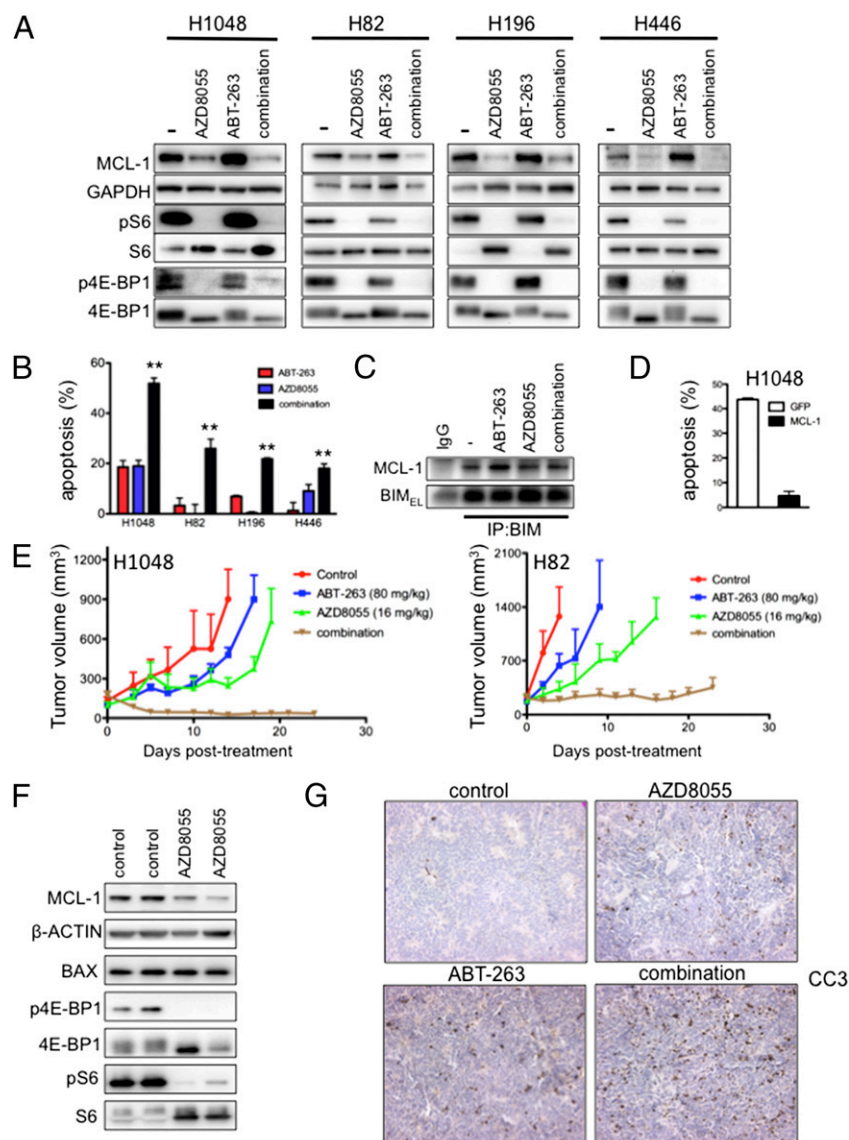 A
H1048 H82 H196 H446
- AZD8055 ABT-263 combination - AZD8055 ABT-263 combination - AZD8055 ABT-263 combination - AZD8055 ABT-263 combination
MCL-1
GAPDH
pS6
S6
p4E-BP1
4E-BP1
B
apoptosis (%)
60
40
20
0
** ** ** **
ABT-263
AZD8055
combination
H1048 H82 H196 H446
C
IgG - ABT-263 AZD8055 combination
MCL-1
BIMEL
IP:BIM
D
H1048
apoptosis (%)
50
40
30
20
10
0
GFP
MCL-1
E
H1048
Tumor volume (mm³)
1200
900
600
300
0
Control
ABT-263 (80 mg/kg)
AZD8055 (16 mg/kg)
combination
0 10 20 30
Days post-treatment
H82
Tumor volume (mm³)
2100
1400
700
0
Control
ABT-263 (80 mg/kg)
AZD8055 (16 mg/kg)
combination
0 10 20 30
Days post-treatment
F
control control AZD8055 AZD8055
MCL-1
β-ACTIN
BAX
p4E-BP1
4E-BP1
pS6
S6
G
control AZD8055
ABT-263 combination
CC3